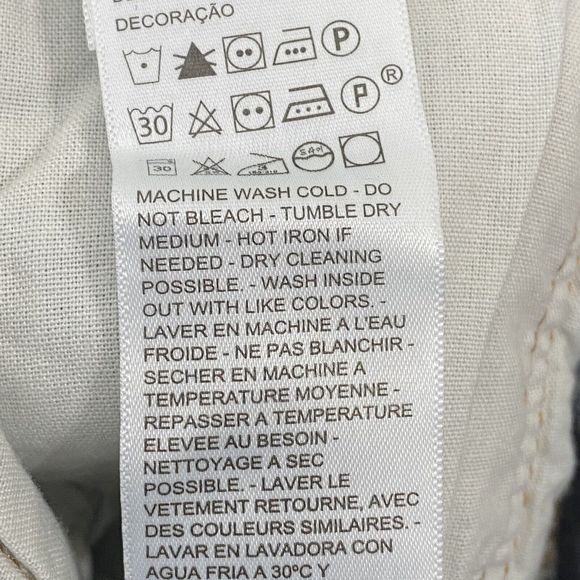 DECORAÇÃO
P
30 P ®
30
MACHINE WASH COLD - DO
NOT BLEACH - TUMBLE DRY
MEDIUM - HOT IRON IF
NEEDED - DRY CLEANING
POSSIBLE. - WASH INSIDE
OUT WITH LIKE COLORS. -
LAVER EN MACHINE A L'EAU
FROIDE - NE PAS BLANCHIR -
SECHER EN MACHINE A
TEMPERATURE MOYENNE -
REPASSER A TEMPERATURE
ELEVEE AU BESOIN -
NETTOYAGE A SEC
POSSIBLE. - LAVER LE
VETEMENT RETOURNE, AVEC
DES COULEURS SIMILAIRES. -
LAVAR EN LAVADORA CON
AGUA FRIA A 30ºC Y